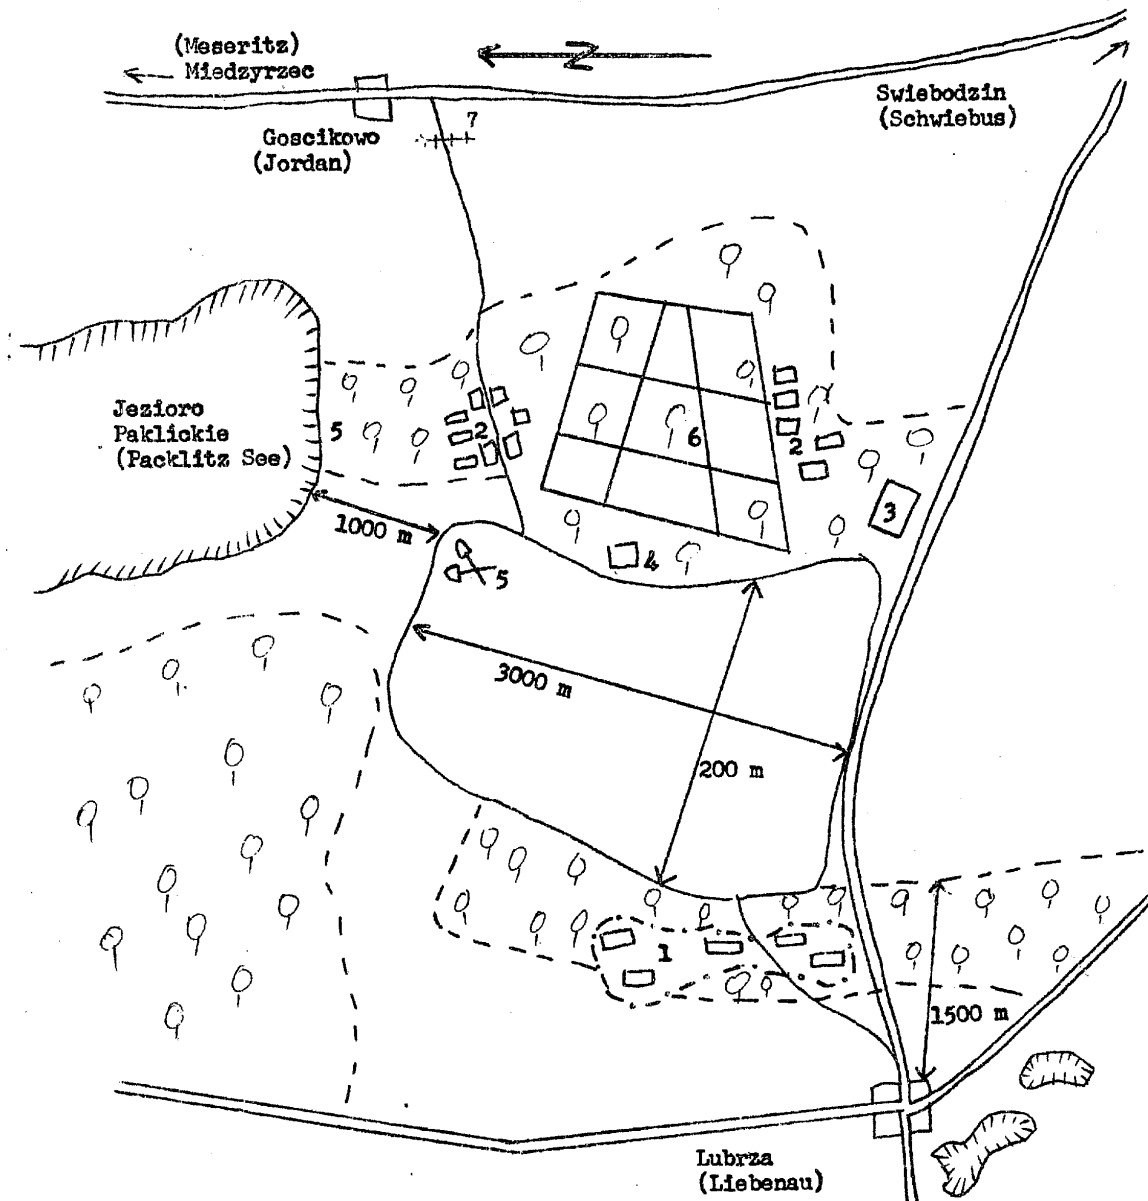 (Meseritz)
Miedzyrzec
Swiebodzin
(Schwiebus)
7
Goscikowo
(Jordan)
Jezioro
Paklickie
(Packlitz See)
5
2
6
2
3
1000 m
4
5
3000 m
200 m
1
1500 m
Lubrza
(Liebenau)